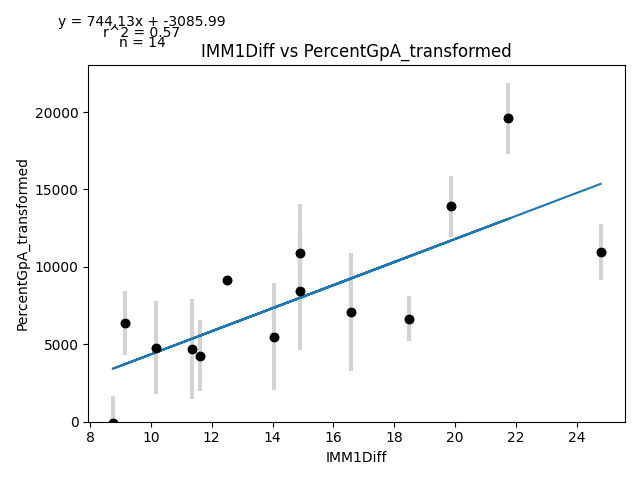 y = 744.13x + -3085.99
r^2 = 0.57
n = 14
IMM1Diff vs PercentGpA_transformed
PercentGpA_transformed
20000
15000
10000
5000
0
8 10 12 14 16 18 20 22 24
IMM1Diff